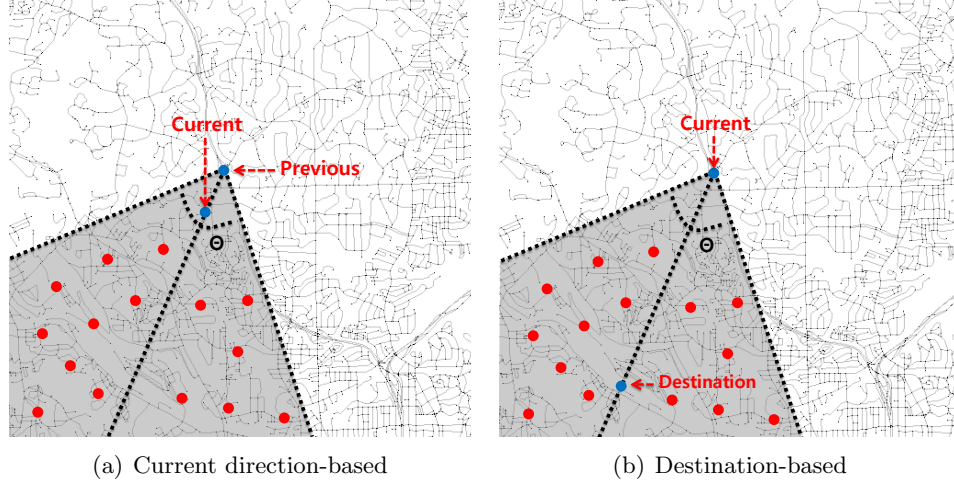 Current
Previous
Θ
(a) Current direction-based
Current
Θ
Destination
(b) Destination-based